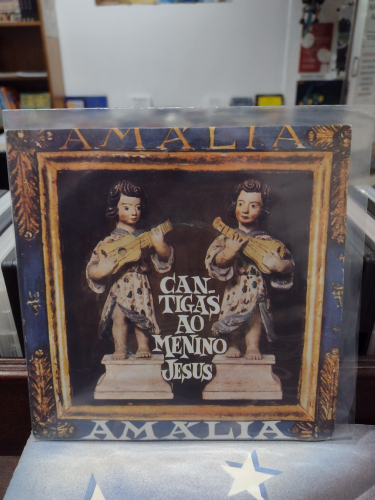 AMÁLIA
CAN-
TIGAS
AO
MENINO
JESUS
AMÁLIA